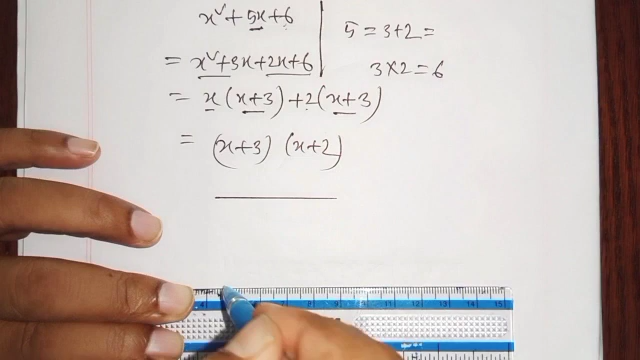 x² + 5x + 6
= x² + 3x + 2x + 6
= x (x + 3) + 2 (x + 3)
= (x + 3) (x + 2)
5 = 3 + 2 =
3 × 2 = 6